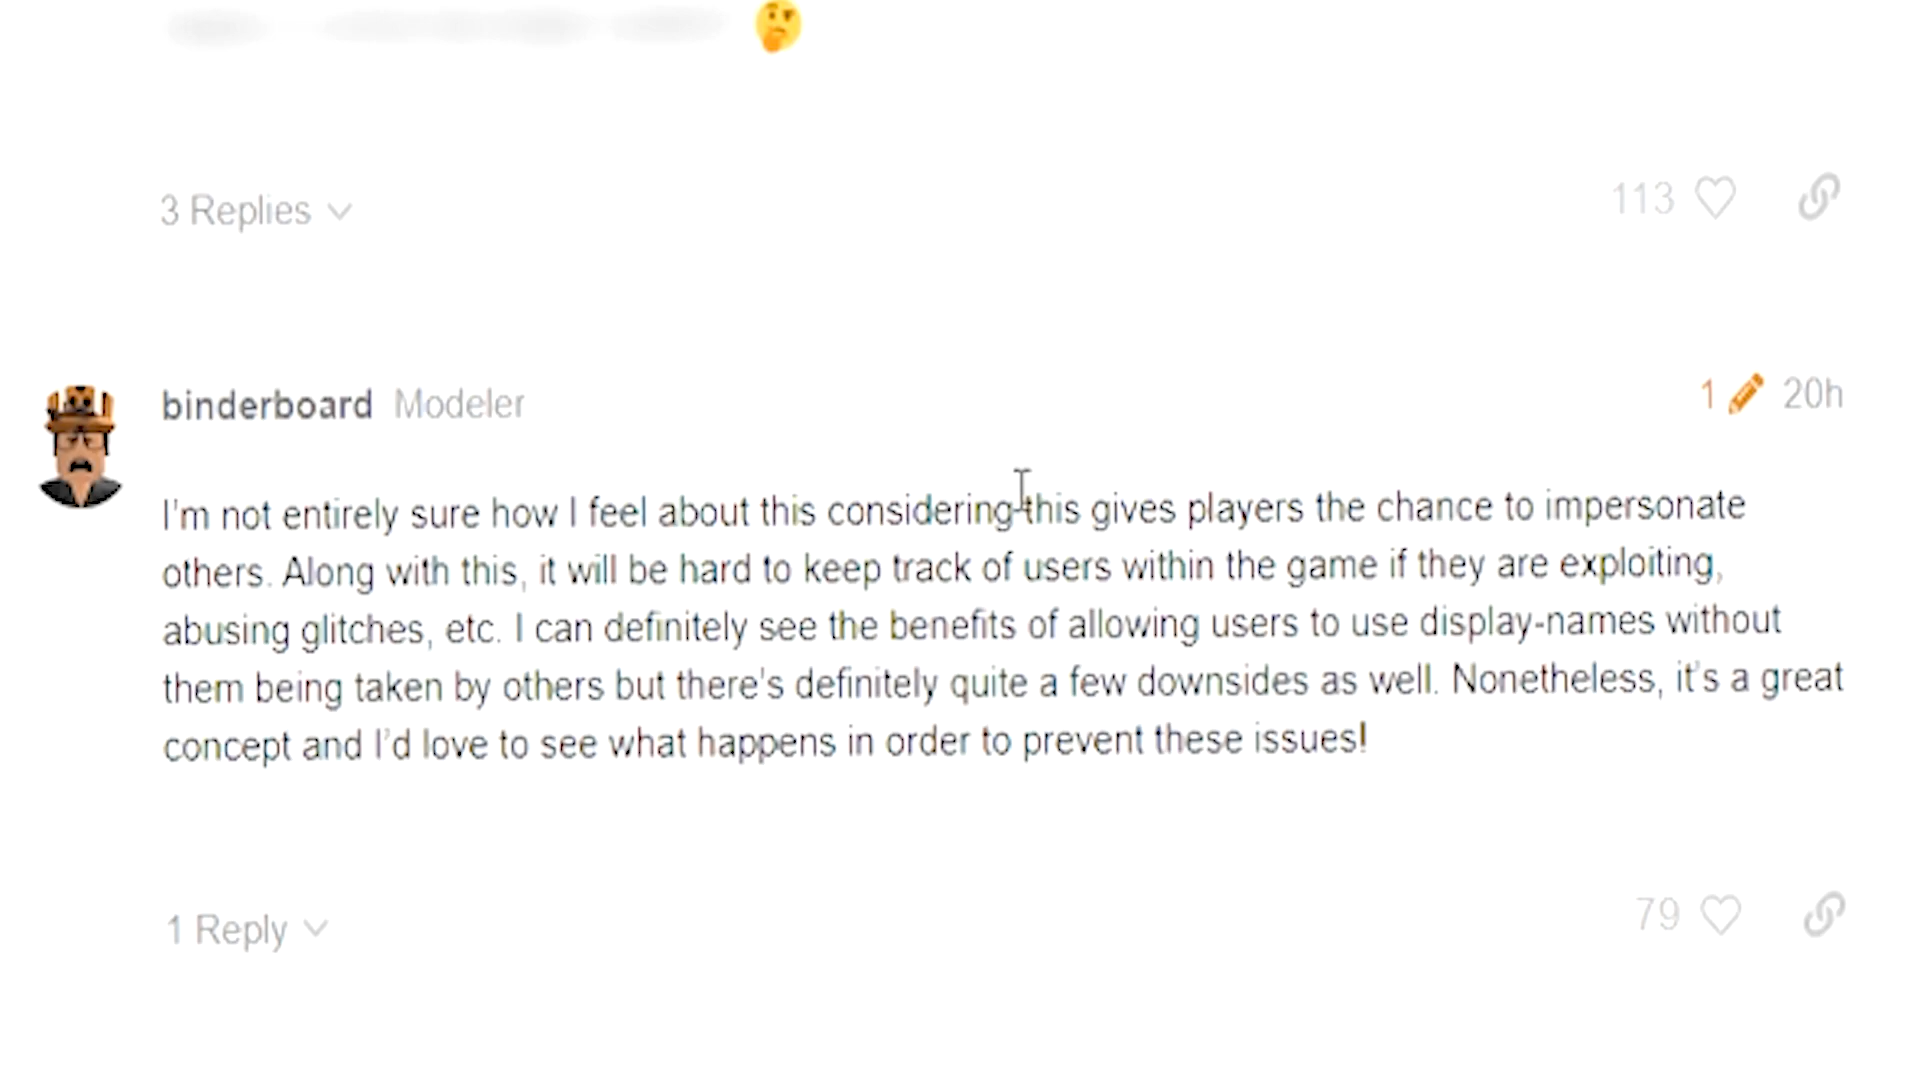 3 Replies
113
binderboard Modeler
1 20h
I'm not entirely sure how I feel about this considering this gives players the chance to impersonate
others. Along with this, it will be hard to keep track of users within the game if they are exploiting,
abusing glitches, etc. I can definitely see the benefits of allowing users to use display-names without
them being taken by others but there's definitely quite a few downsides as well. Nonetheless, it's a great
concept and I'd love to see what happens in order to prevent these issues!
1 Reply
79